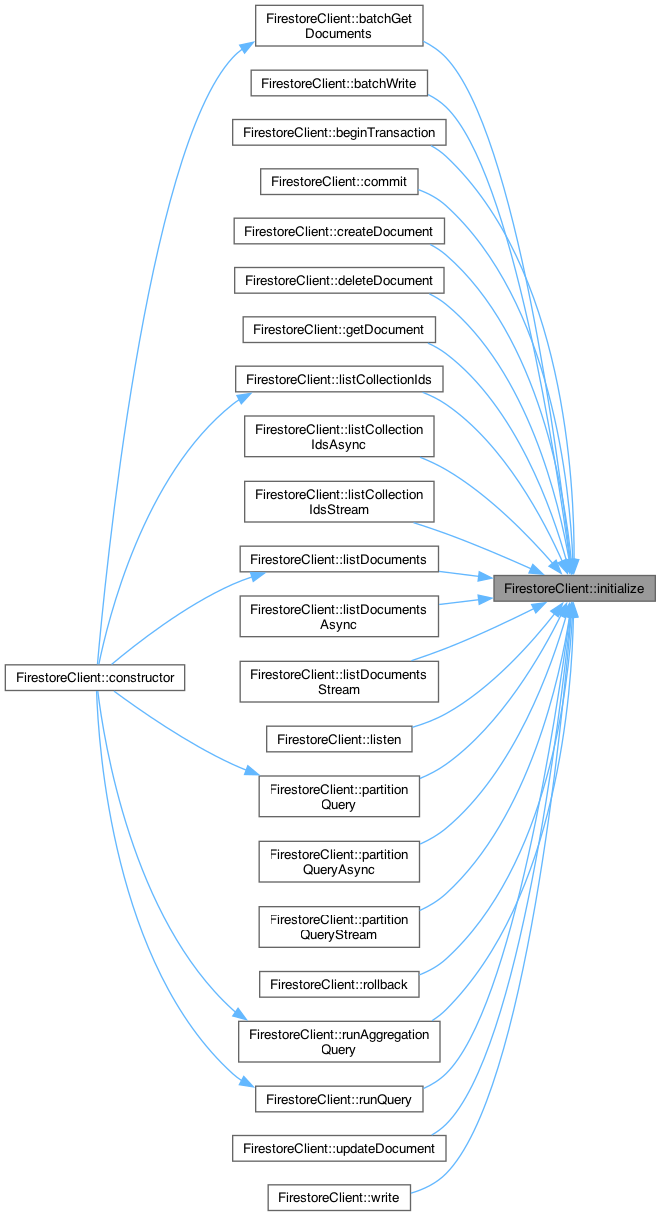 FirestoreClient::batchGet
Documents
FirestoreClient::batchWrite
FirestoreClient::beginTransaction
FirestoreClient::commit
FirestoreClient::createDocument
FirestoreClient::deleteDocument
FirestoreClient::getDocument
FirestoreClient::listCollectionIds
FirestoreClient::listCollection
IdsAsync
FirestoreClient::listCollection
IdsStream
FirestoreClient::listDocuments
FirestoreClient::initialize
FirestoreClient::listDocuments
Async
FirestoreClient::constructor
FirestoreClient::listDocuments
Stream
FirestoreClient::listen
FirestoreClient::partition
Query
FirestoreClient::partition
QueryAsync
FirestoreClient::partition
QueryStream
FirestoreClient::rollback
FirestoreClient::runAggregation
Query
FirestoreClient::runQuery
FirestoreClient::updateDocument
FirestoreClient::write